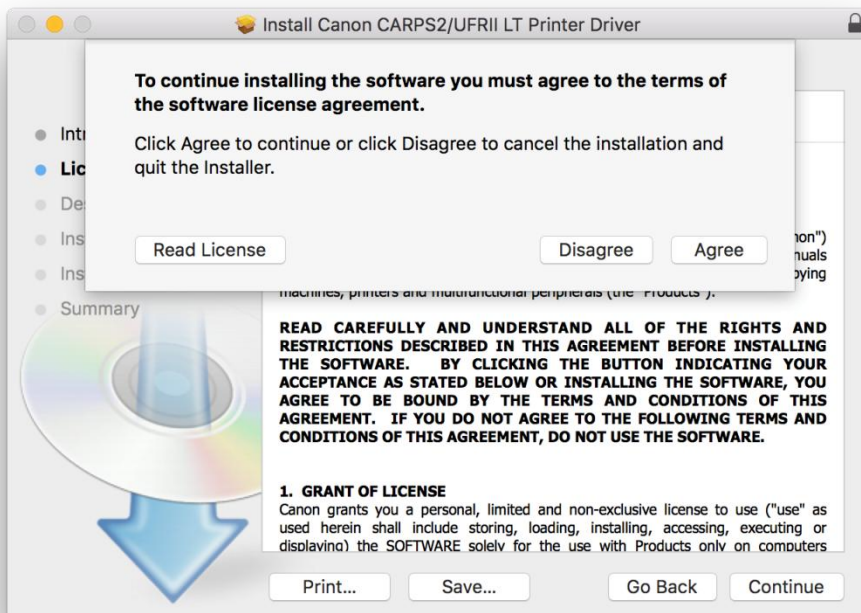 Install Canon CARPS2/UFRII LT Printer Driver
To continue installing the software you must agree to the terms of
the software license agreement.
Click Agree to continue or click Disagree to cancel the installation and
quit the Installer.
Read License
Disagree
Agree
Lic
Ins
Ins
Summary
machines, printers and multifunctional peripherals (the "Products").
READ CAREFULLY AND UNDERSTAND ALL OF THE RIGHTS AND
RESTRICTIONS DESCRIBED IN THIS AGREEMENT BEFORE INSTALLING
THE SOFTWARE. BY CLICKING THE BUTTON INDICATING YOUR
ACCEPTANCE AS STATED BELOW OR INSTALLING THE SOFTWARE, YOU
AGREE TO BE BOUND BY THE TERMS AND CONDITIONS OF THIS
AGREEMENT. IF YOU DO NOT AGREE TO THE FOLLOWING TERMS AND
CONDITIONS OF THIS AGREEMENT, DO NOT USE THE SOFTWARE.
1. GRANT OF LICENSE
Canon grants you a personal, limited and non-exclusive license to use ("use" as
used herein shall include storing, loading, installing, accessing, executing or
displaying) the SOFTWARE solely for the use with Products only on computers
Print...
Save...
Go Back
Continue